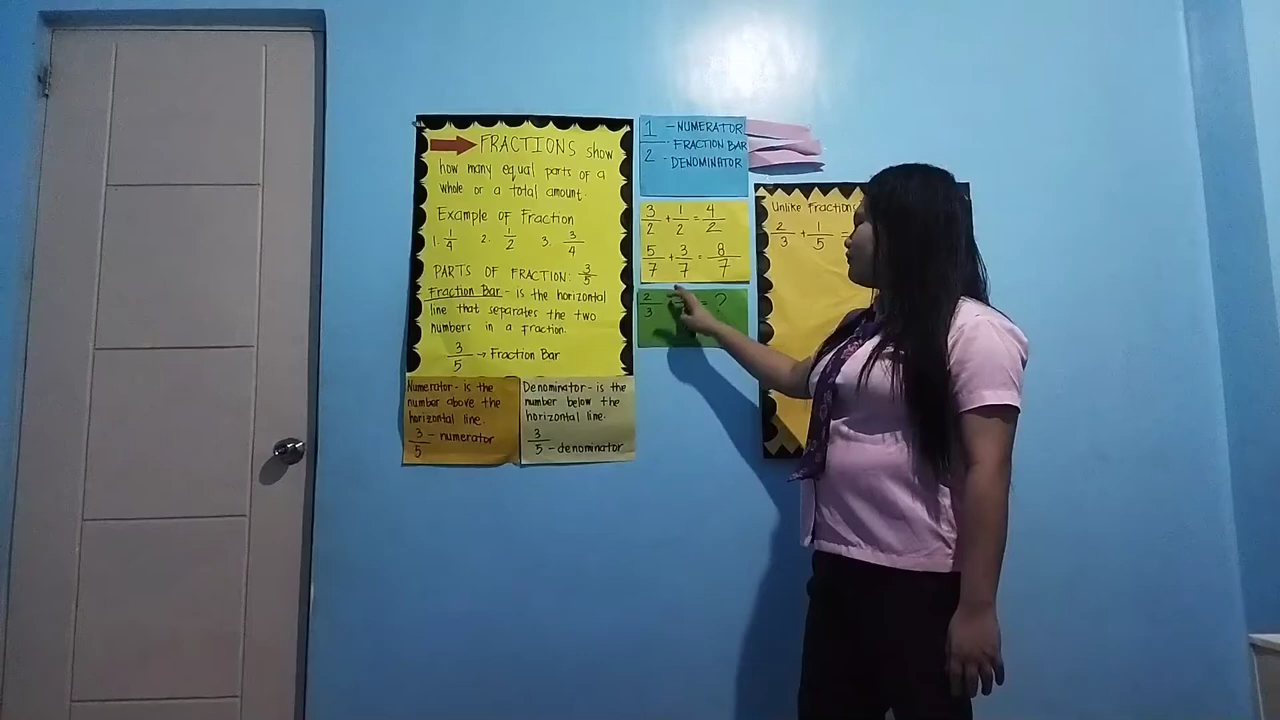 FRACTIONS show
how many equal parts of a
whole or a total amount.
Example of Fraction
1. 1/4 2. 1/2 3. 3/4
PARTS OF FRACTION: 3/5
Fraction Bar - is the horizontal
line that separates the two
numbers in a fraction.
3/5 → Fraction Bar
Numerator - is the
number above the
horizontal line.
3/5 - numerator
Denominator - is the
number below the
horizontal line.
3/5 - denominator
1 - NUMERATOR
- FRACTION BAR
2 - DENOMINATOR
3/2 + 1/2 = 4/2
5/7 + 3/7 = 8/7
2/3 = ?
Unlike Fractions
2/3 + 1/5 =